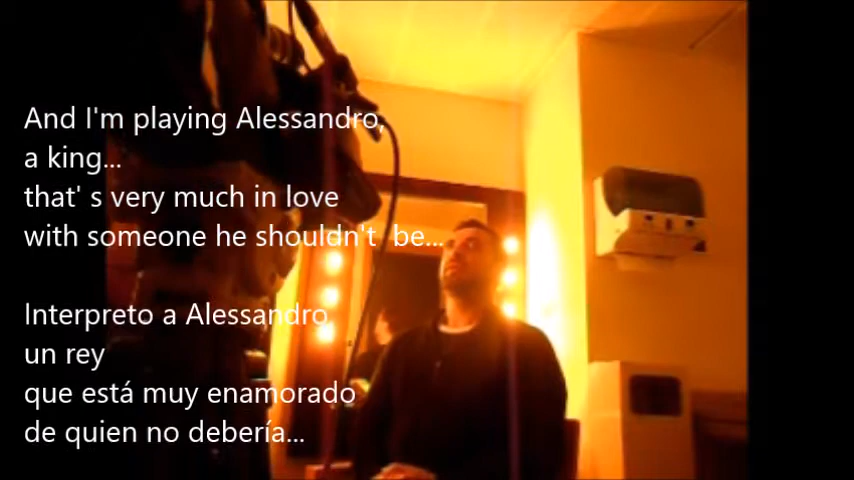 And I'm playing Alessandro,
a king...
that' s very much in love
with someone he shouldn't  be...
Interpreto a Alessandro
un rey
que está muy enamorado
de quien no debería...